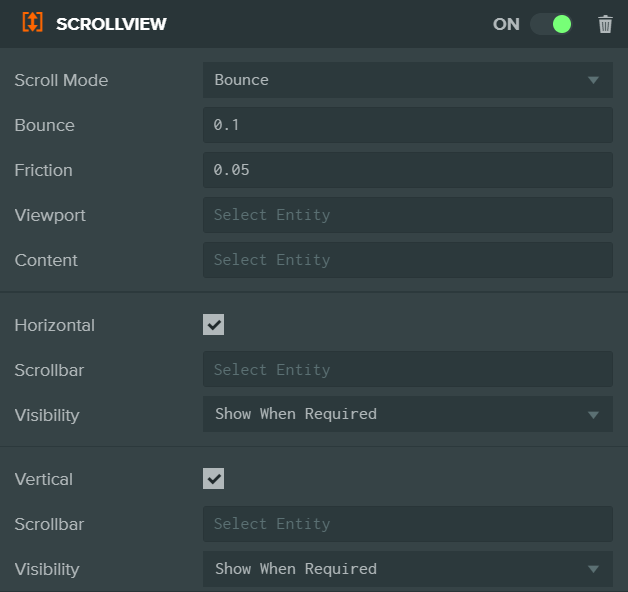 SCROLLVIEW ON
Scroll Mode Bounce
Bounce 0.1
Friction 0.05
Viewport Select Entity
Content Select Entity
Horizontal
Scrollbar Select Entity
Visibility Show When Required
Vertical
Scrollbar Select Entity
Visibility Show When Required